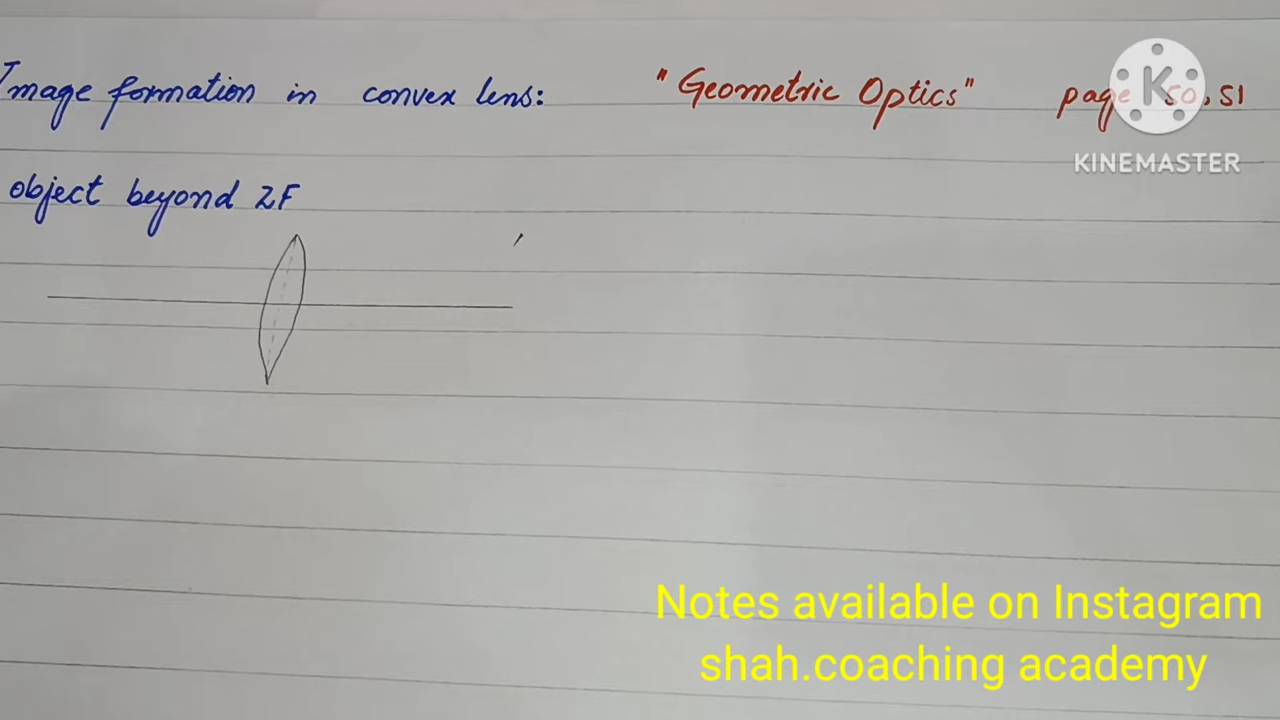 Image formation in convex lens: "Geometric Optics" page 50, 51
KINEMASTER
object beyond 2F
Notes available on Instagram
shah.coaching academy